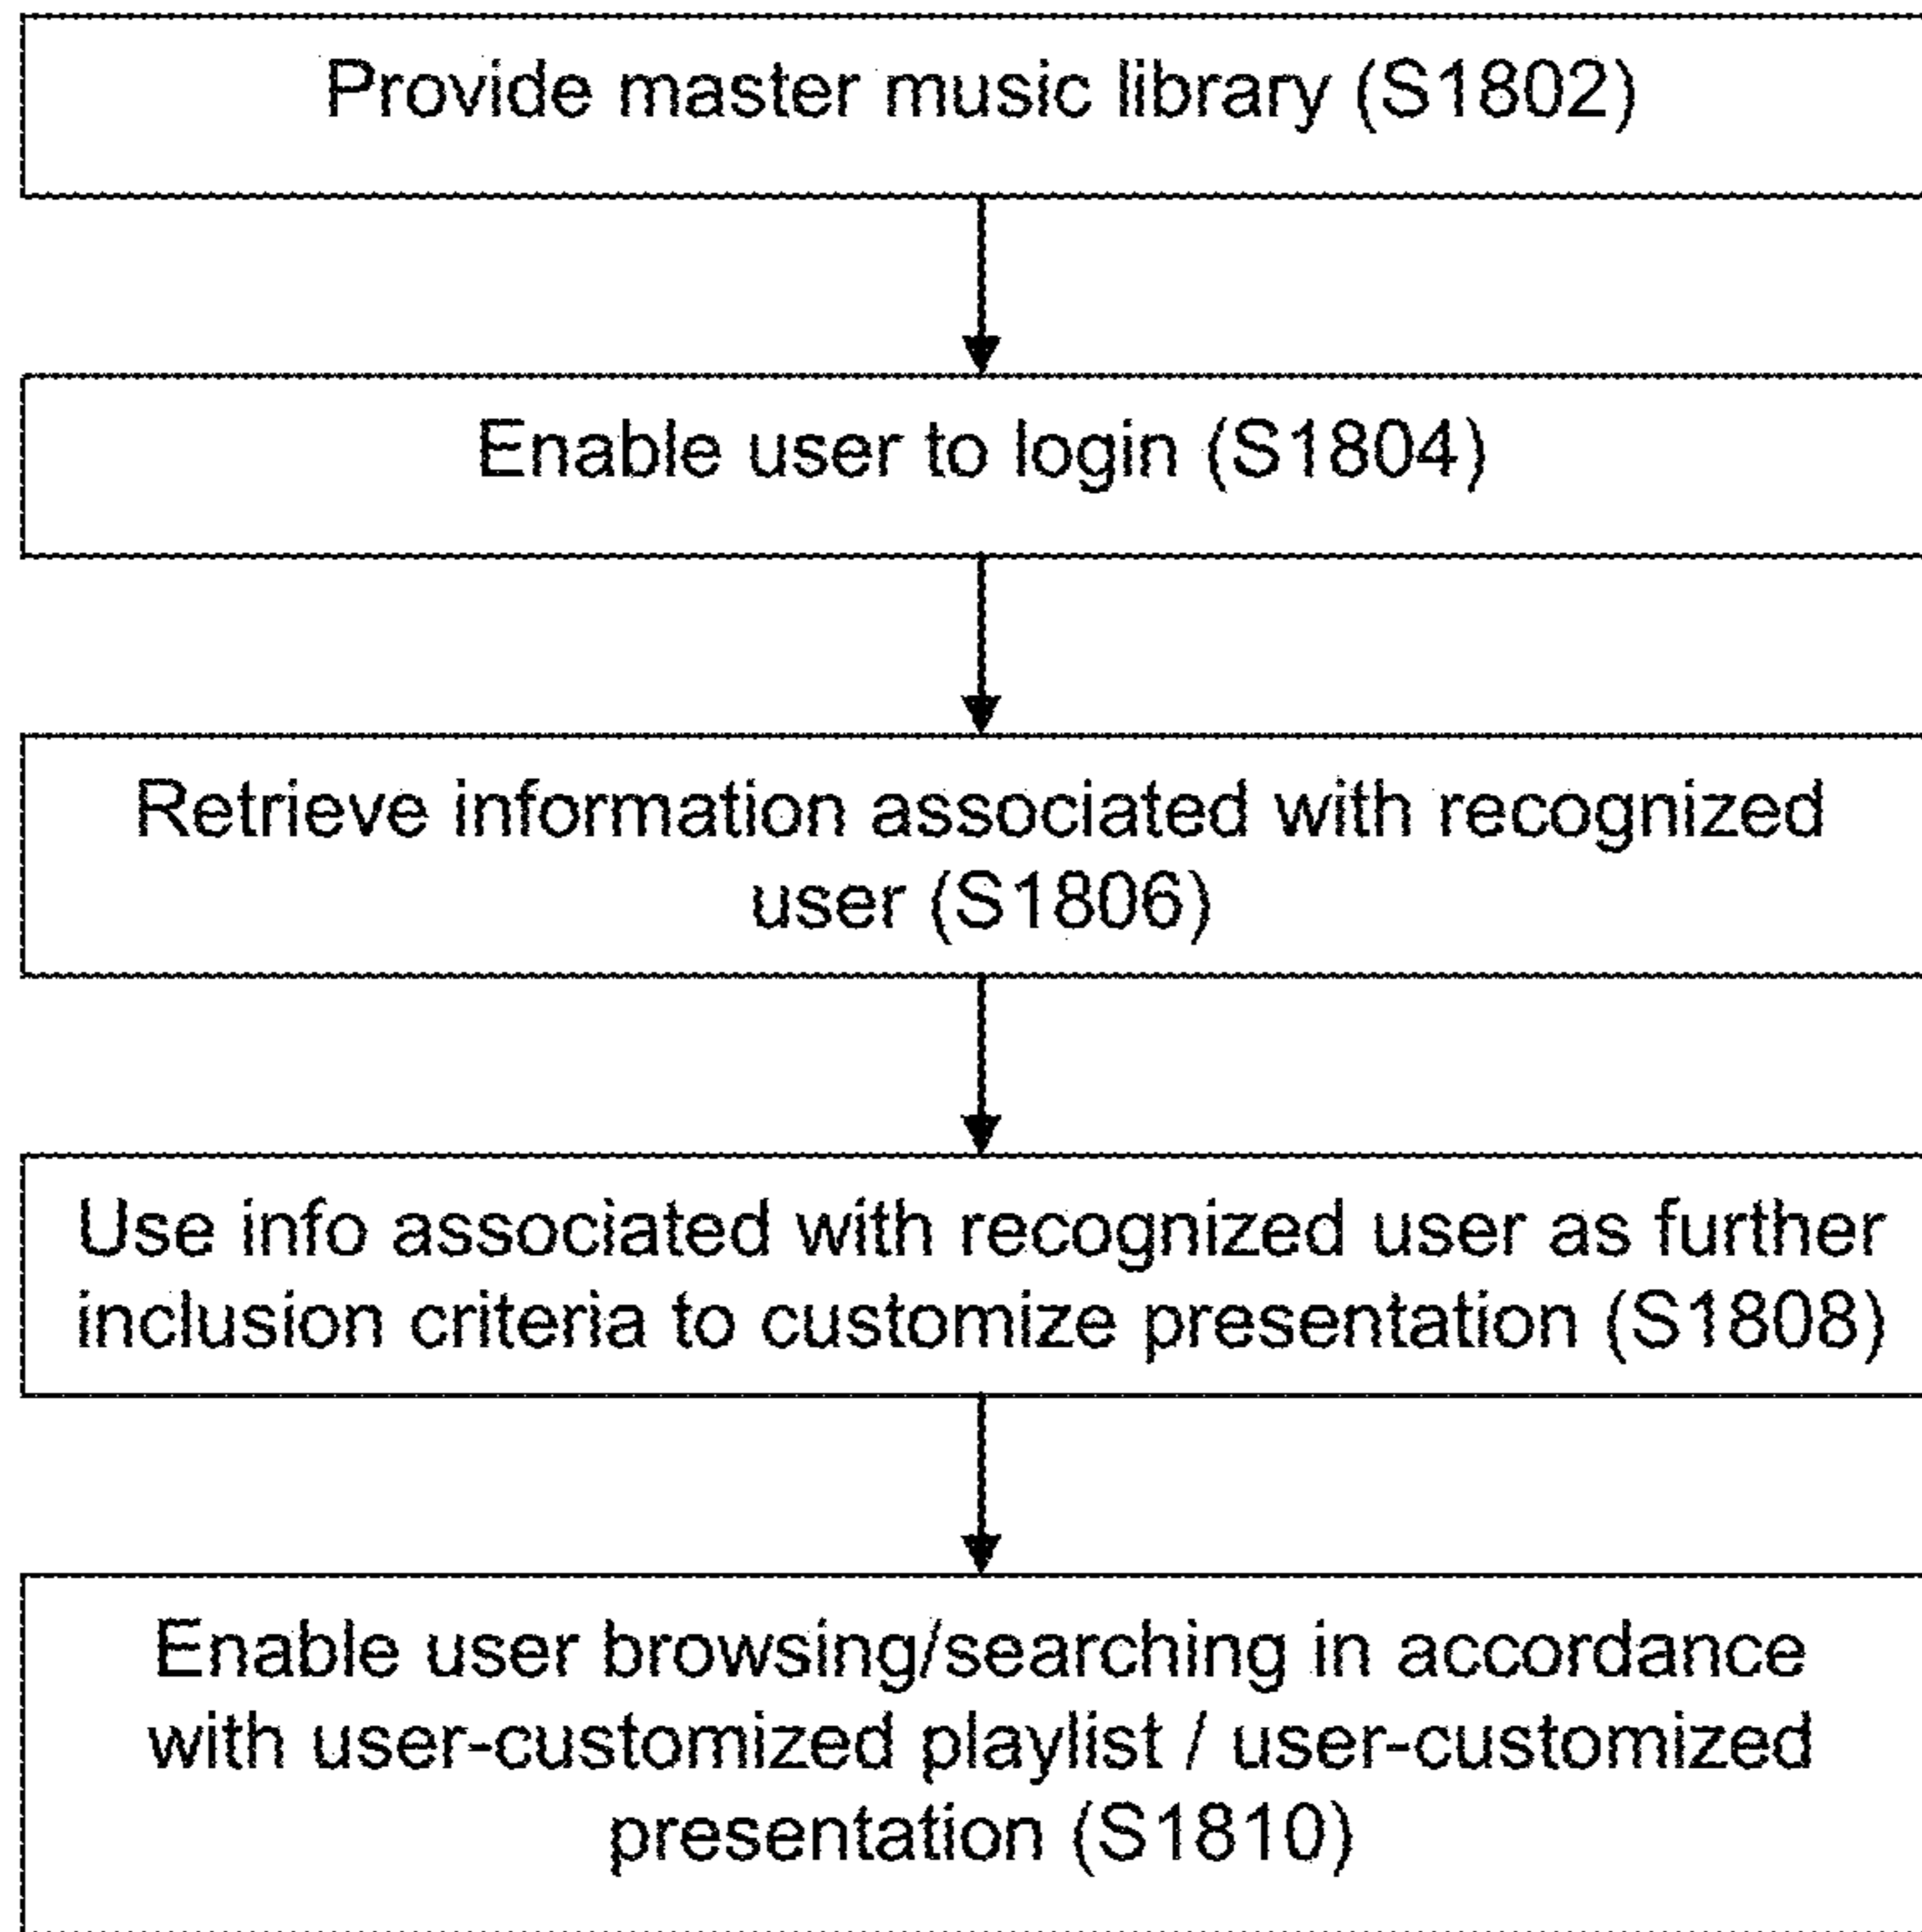 Provide master music library (S1802)
Enable user to login (S1804)
Retrieve information associated with recognized
user (S1806)
Use info associated with recognized user as further
inclusion criteria to customize presentation (S1808)
Enable user browsing/searching in accordance
with user-customized playlist / user-customized
presentation (S1810)